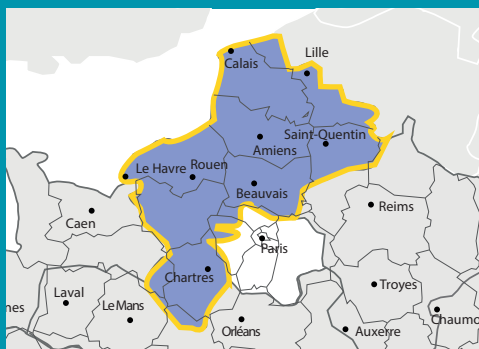 Calais
Lille
Saint-Quentin
Amiens
Le Havre
Rouen
Beauvais
Reims
Caen
Paris
Chartres
Troyes
Laval
Le Mans
nes
Orléans
Auxerre
Chaumo